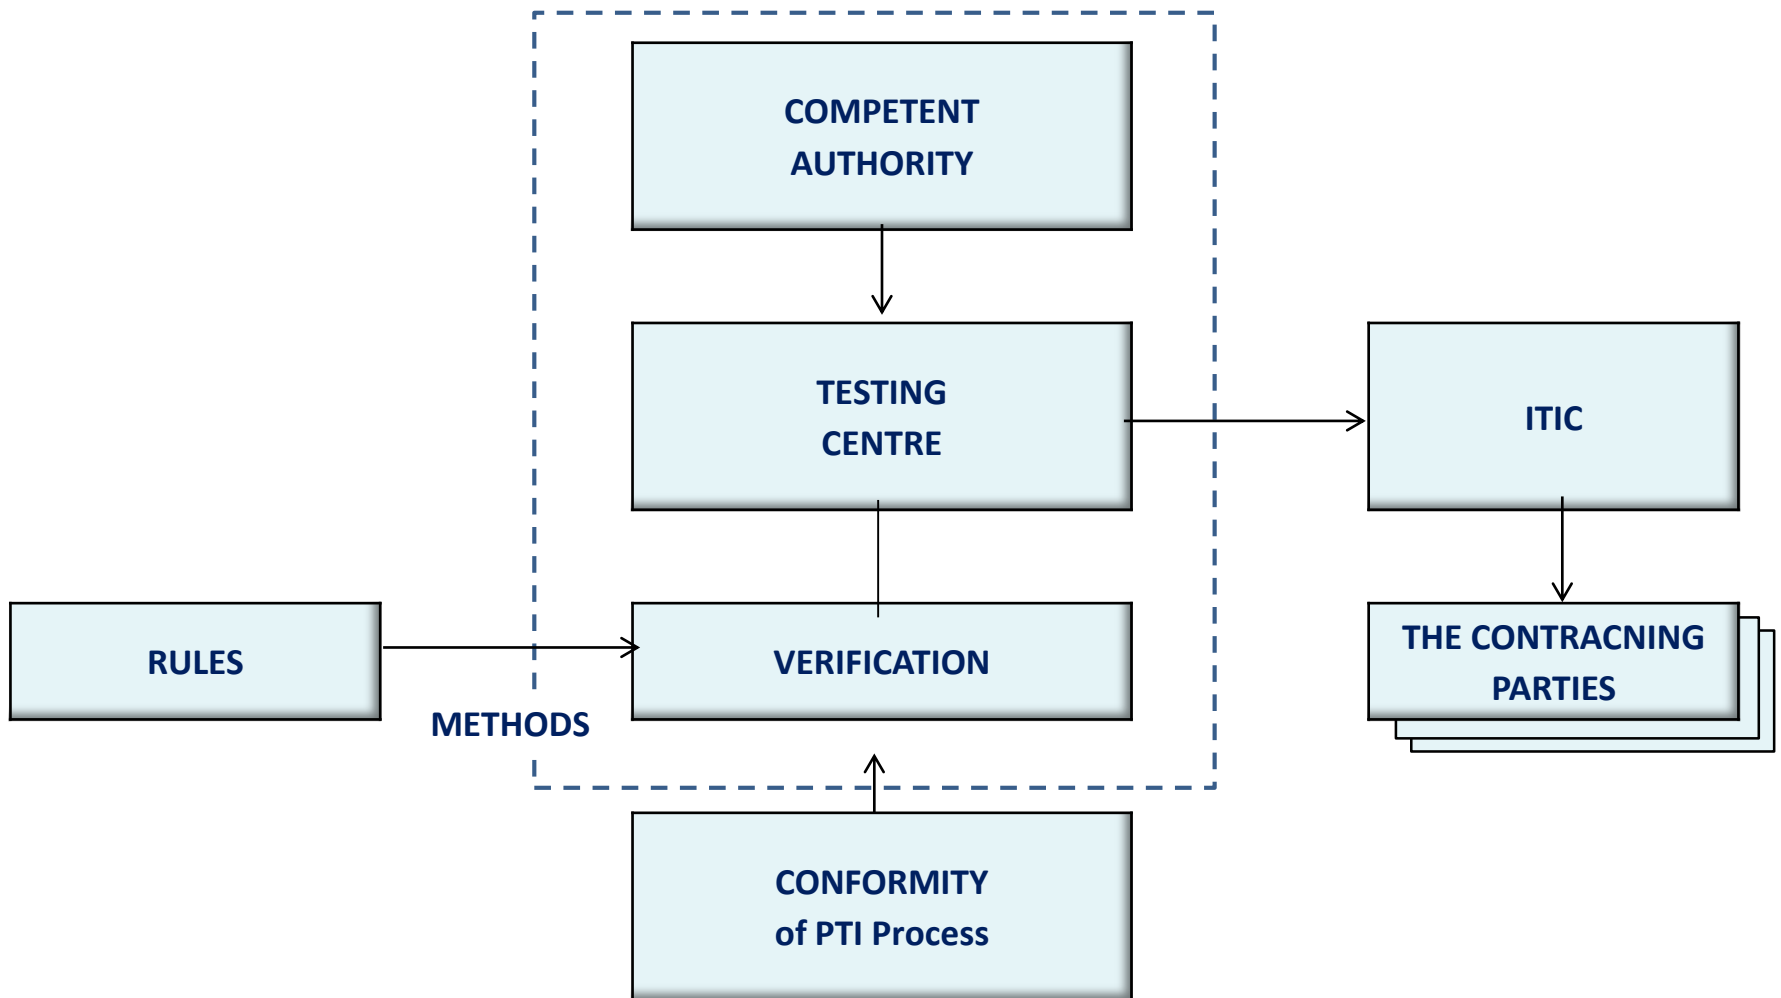 COMPETENT
AUTHORITY
TESTING
CENTRE
ITIC
RULES
VERIFICATION
THE CONTRACNING
PARTIES
METHODS
CONFORMITY
of PTI Process